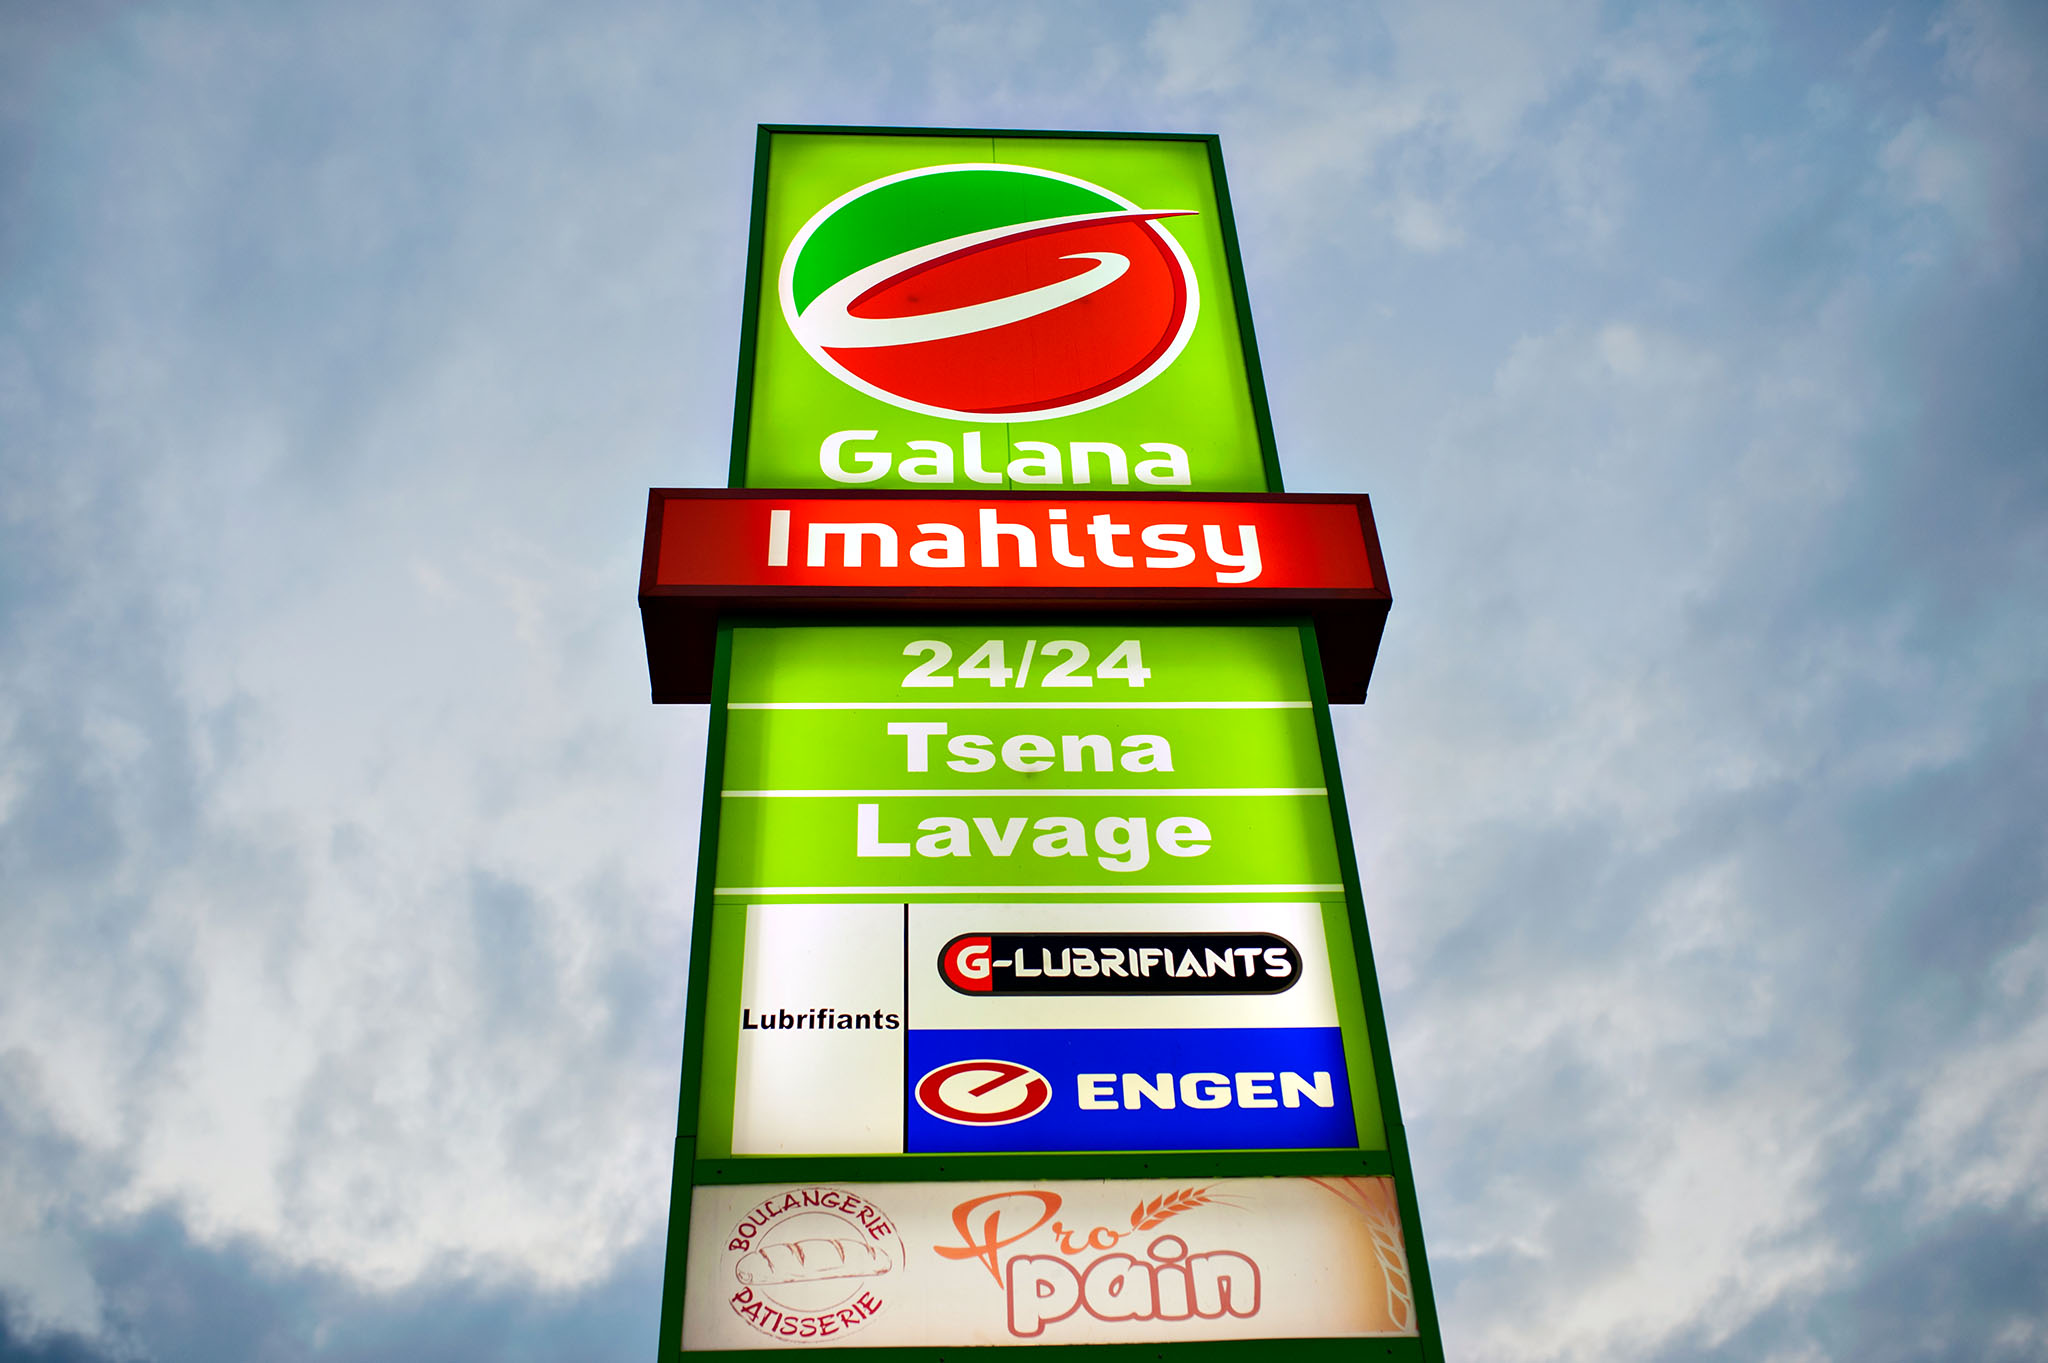 Galana
Imahitsy
24/24
Tsena
Lavage
Lubrifiants
G-LUBRIFIANTS
ENGEN
BOULANGERIE
PATISSERIE
Pro
pain